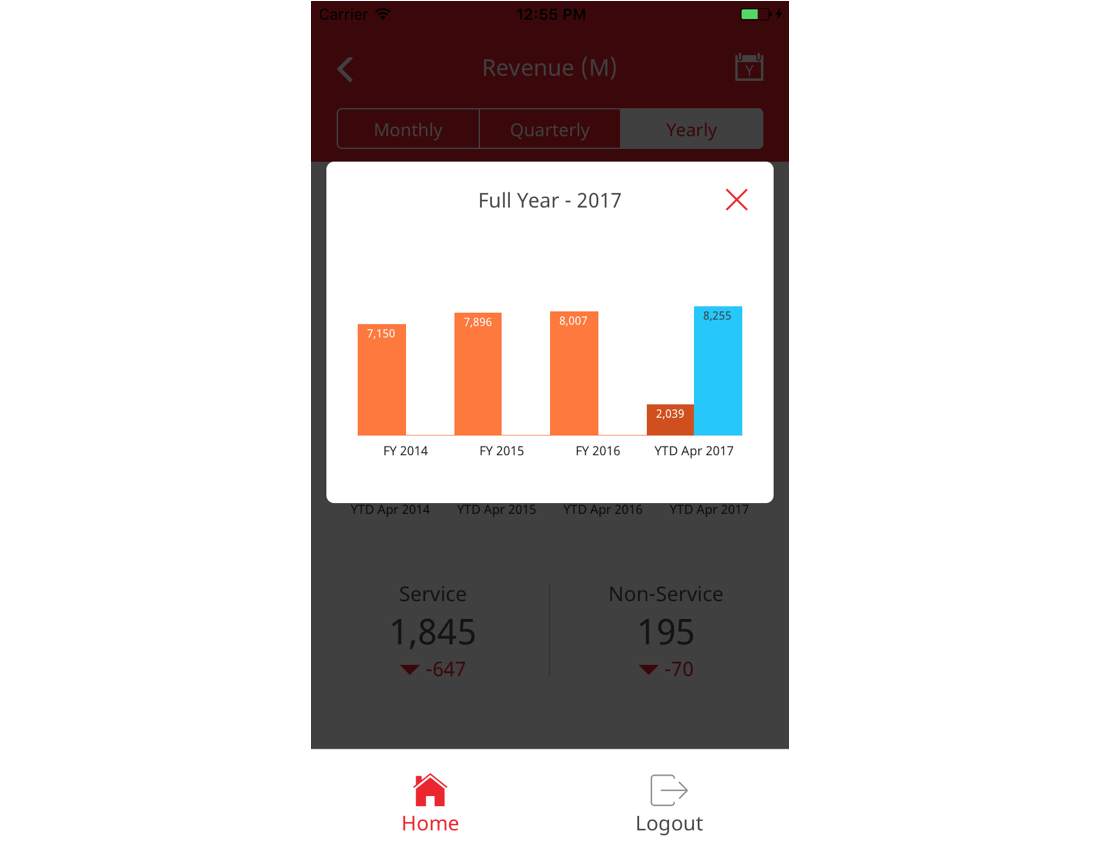 Carrier 12:55 PM
Revenue (M) Y
Monthly Quarterly Yearly
Full Year - 2017
7,150 7,896 8,007 2,039 8,255
FY 2014 FY 2015 FY 2016 YTD Apr 2017
YTD Apr 2014 YTD Apr 2015 YTD Apr 2016 YTD Apr 2017
Service Non-Service
1,845 195
-647 -70
Home Logout